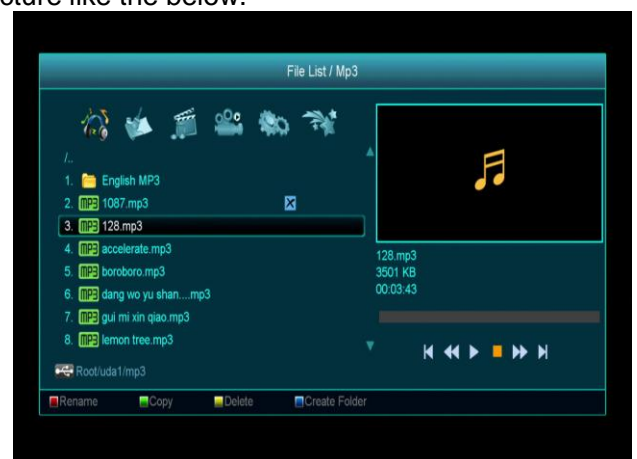 cture like the below:
File List / Mp3
/..
1. English MP3
2. MP3 1087.mp3
3. MP3 128.mp3
4. MP3 accelerate.mp3
5. MP3 boroboro.mp3
6. MP3 dang wo yu shan....mp3
7. MP3 gui mi xin qiao.mp3
8. MP3 lemon tree.mp3
128.mp3
3501 KB
00:03:43
Root/uda1/mp3
Rename Copy Delete Create Folder